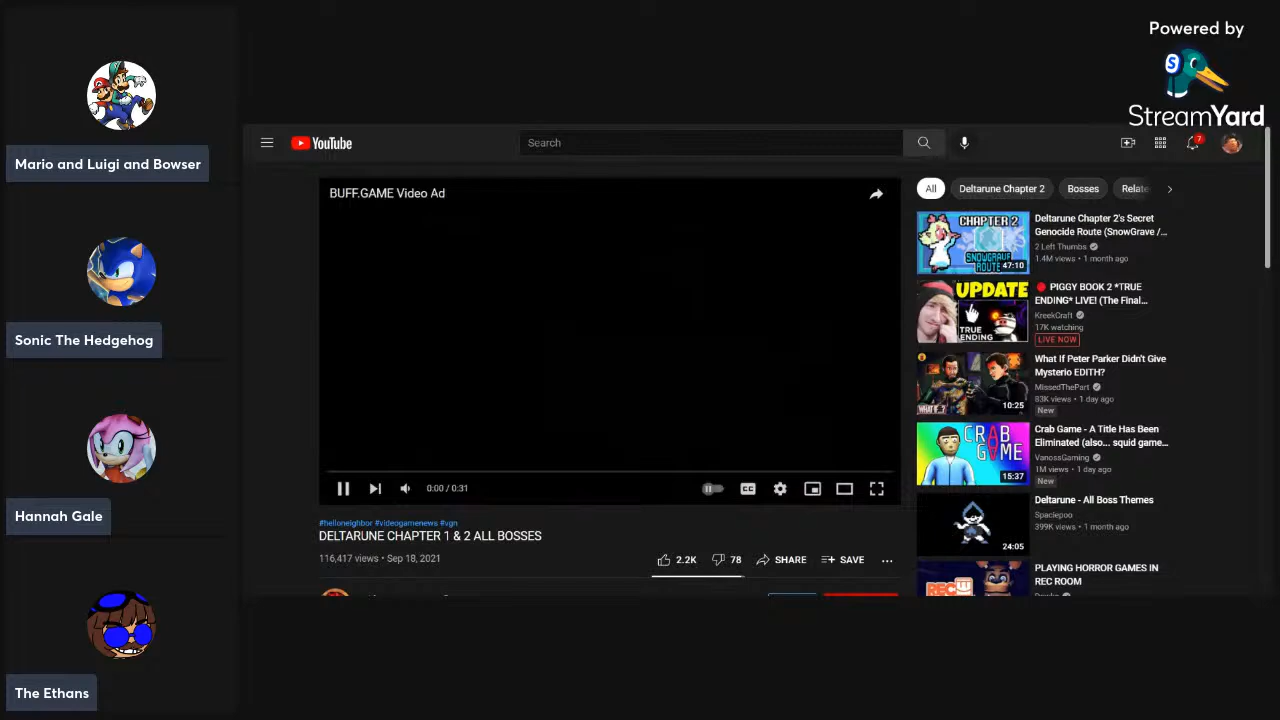 Powered by
StreamYard
Mario and Luigi and Bowser
Sonic The Hedgehog
Hannah Gale
The Ethans
YouTube
Search
7
BUFF.GAME Video Ad
0:00 / 0:31
#helloneighbor #videogamenews #vgn
DELTARUNE CHAPTER 1 & 2 ALL BOSSES
116,417 views • Sep 18, 2021
2.2K
78
SHARE
SAVE
All
Deltarune Chapter 2
Bosses
Relate
CHAPTER 2
SNOWGRAVE
ROUTE
47:10
Deltarune Chapter 2's Secret
Genocide Route (SnowGrave /...
2 Left Thumbs
1.4M views • 1 month ago
UPDATE
TRUE
ENDING
PIGGY BOOK 2 *TRUE
ENDING* LIVE! (The Final...
KreekCraft
17K watching
LIVE NOW
WHAT IF...?
10:25
What If Peter Parker Didn't Give
Mysterio EDITH?
MissedThePart
83K views • 1 day ago
New
CRAB
GAME
15:37
Crab Game - A Title Has Been
Eliminated (also... squid game...
VanossGaming
1M views • 1 day ago
New
24:05
Deltarune - All Boss Themes
Spaciepoo
399K views • 1 month ago
REC
PLAYING HORROR GAMES IN
REC ROOM